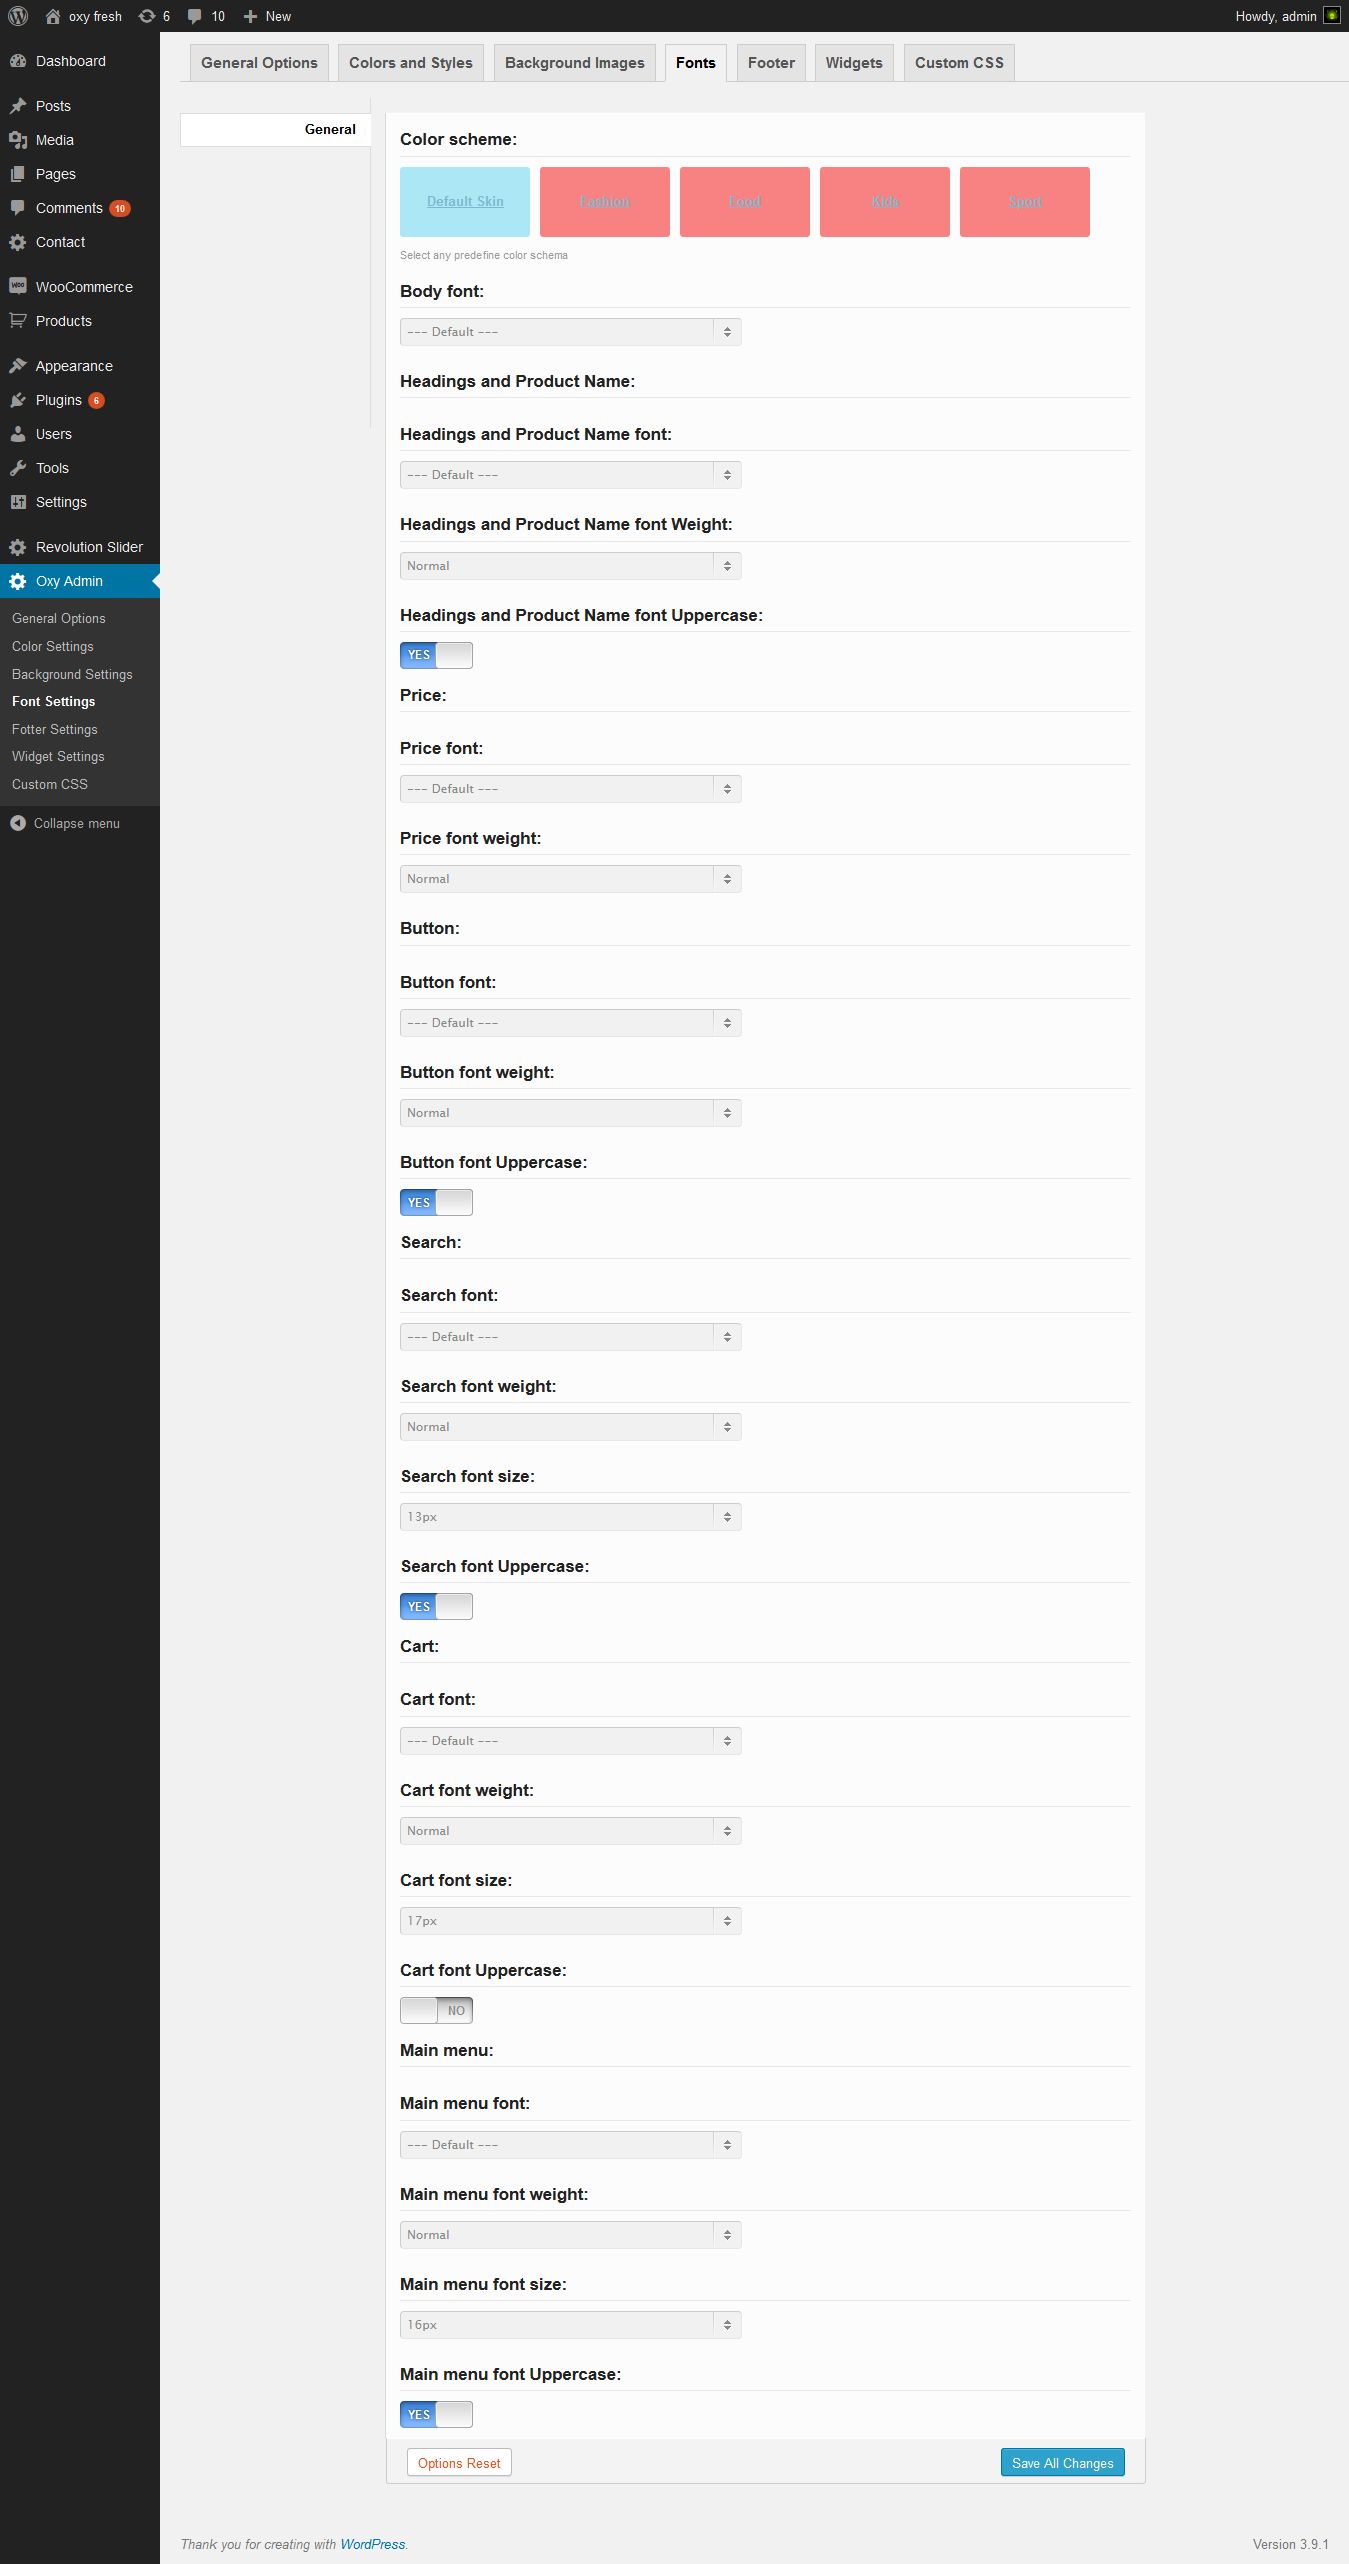 oxy fresh 6 10 New Howdy, admin
Dashboard
Posts
Media
Pages
Comments 10
Contact
WOO WooCommerce
Products
Appearance
Plugins 6
Users
Tools
Settings
Revolution Slider
Oxy Admin
General Options
Color Settings
Background Settings
Font Settings
Fotter Settings
Widget Settings
Custom CSS
Collapse menu
General Options Colors and Styles Background Images Fonts Footer Widgets Custom CSS
General
Color scheme:
Default Skin Fashion Food Kids Sport
Select any predefine color schema
Body font:
--- Default ---
Headings and Product Name:
Headings and Product Name font:
--- Default ---
Headings and Product Name font Weight:
Normal
Headings and Product Name font Uppercase:
YES
Price:
Price font:
--- Default ---
Price font weight:
Normal
Button:
Button font:
--- Default ---
Button font weight:
Normal
Button font Uppercase:
YES
Search:
Search font:
--- Default ---
Search font weight:
Normal
Search font size:
13px
Search font Uppercase:
YES
Cart:
Cart font:
--- Default ---
Cart font weight:
Normal
Cart font size:
17px
Cart font Uppercase:
NO
Main menu:
Main menu font:
--- Default ---
Main menu font weight:
Normal
Main menu font size:
16px
Main menu font Uppercase:
YES
Options Reset Save All Changes
Thank you for creating with WordPress. Version 3.9.1